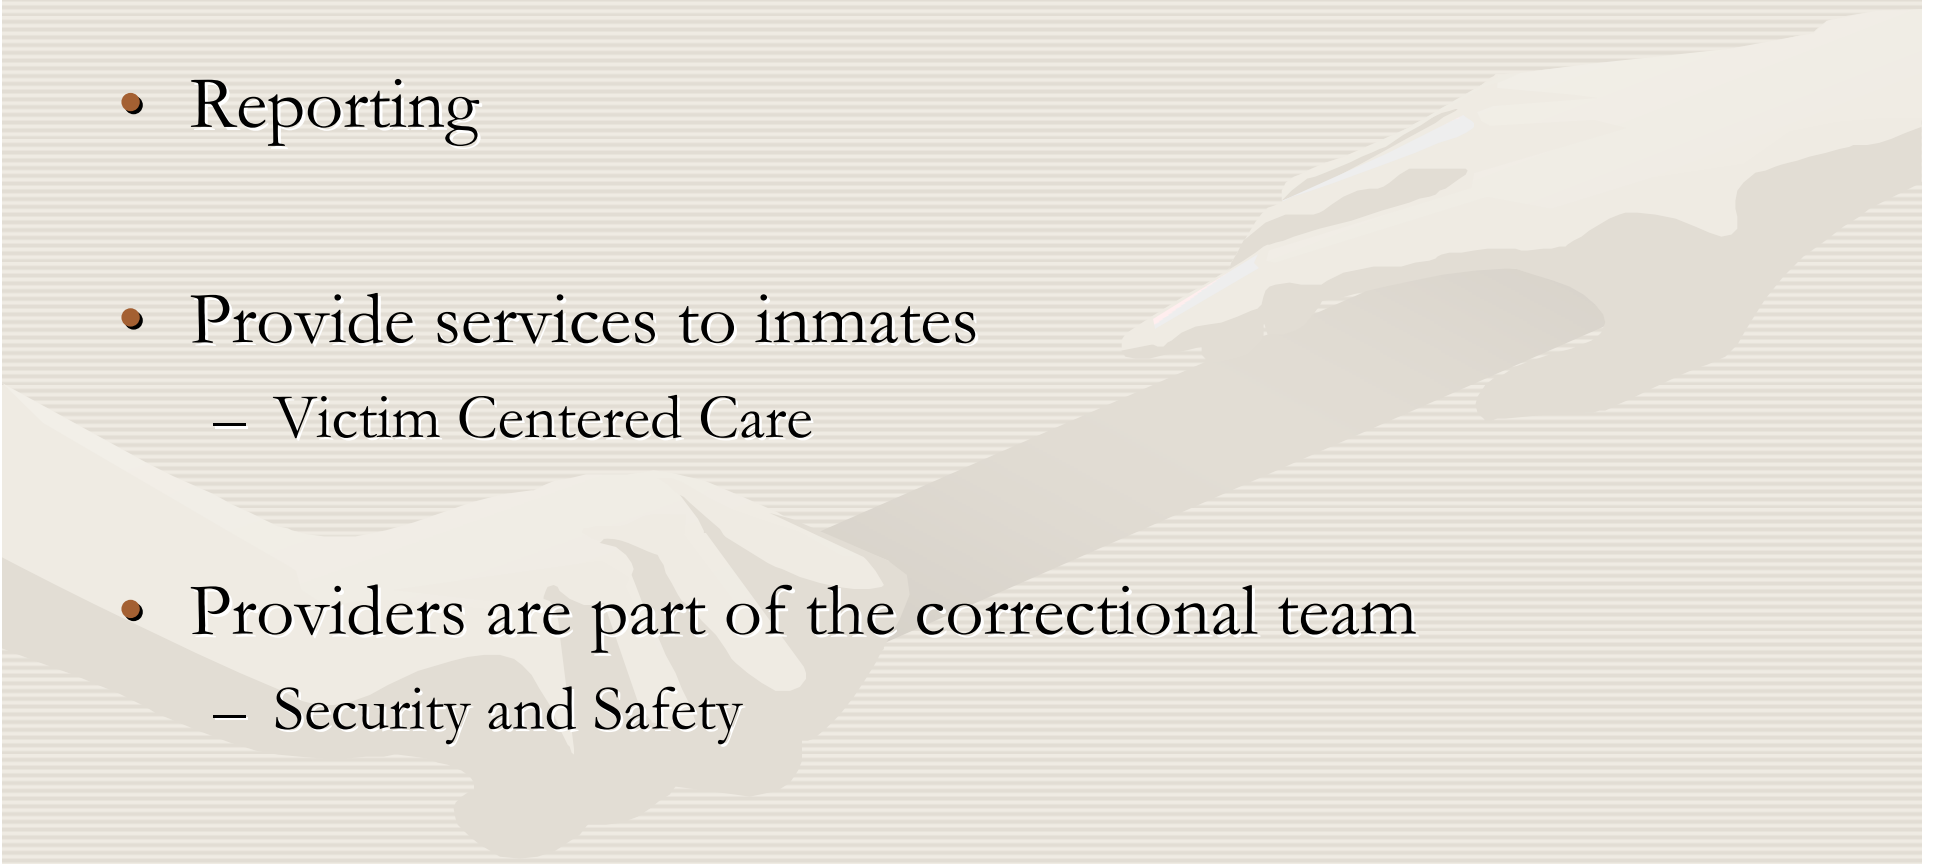 • Reporting
• Provide services to inmates
– Victim Centered Care
• Providers are part of the correctional team
– Security and Safety